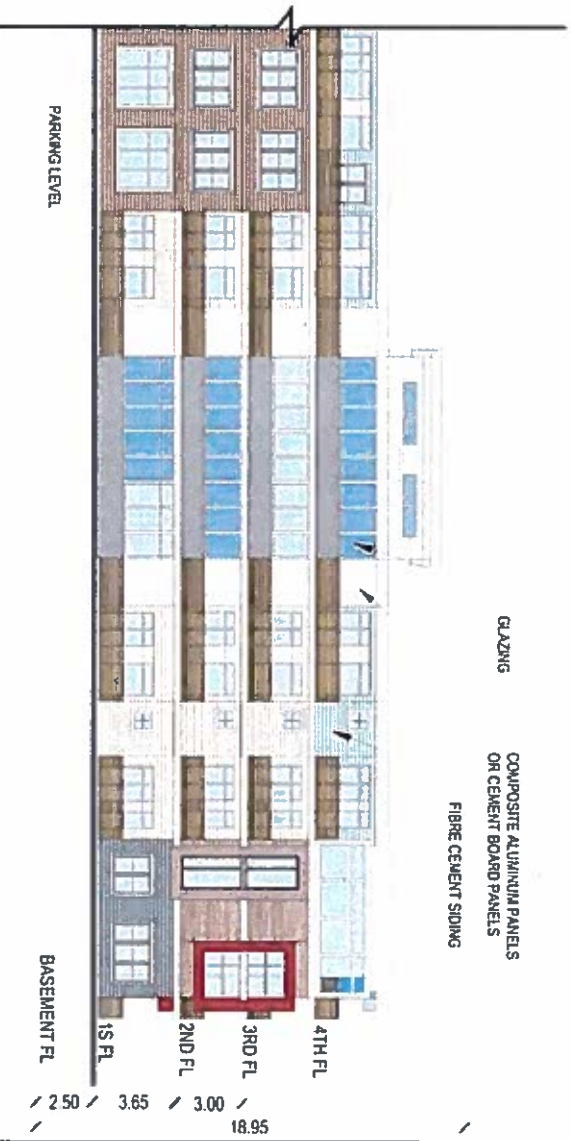 GLAZING
COMPOSITE ALUMINUM PANELS
OR CEMENT BOARD PANELS
FIBRE CEMENT SIDING
4TH FL
3RD FL
2ND FL
1S FL
PARKING LEVEL
BASEMENT FL
3.00
3.65
2 50
18.95